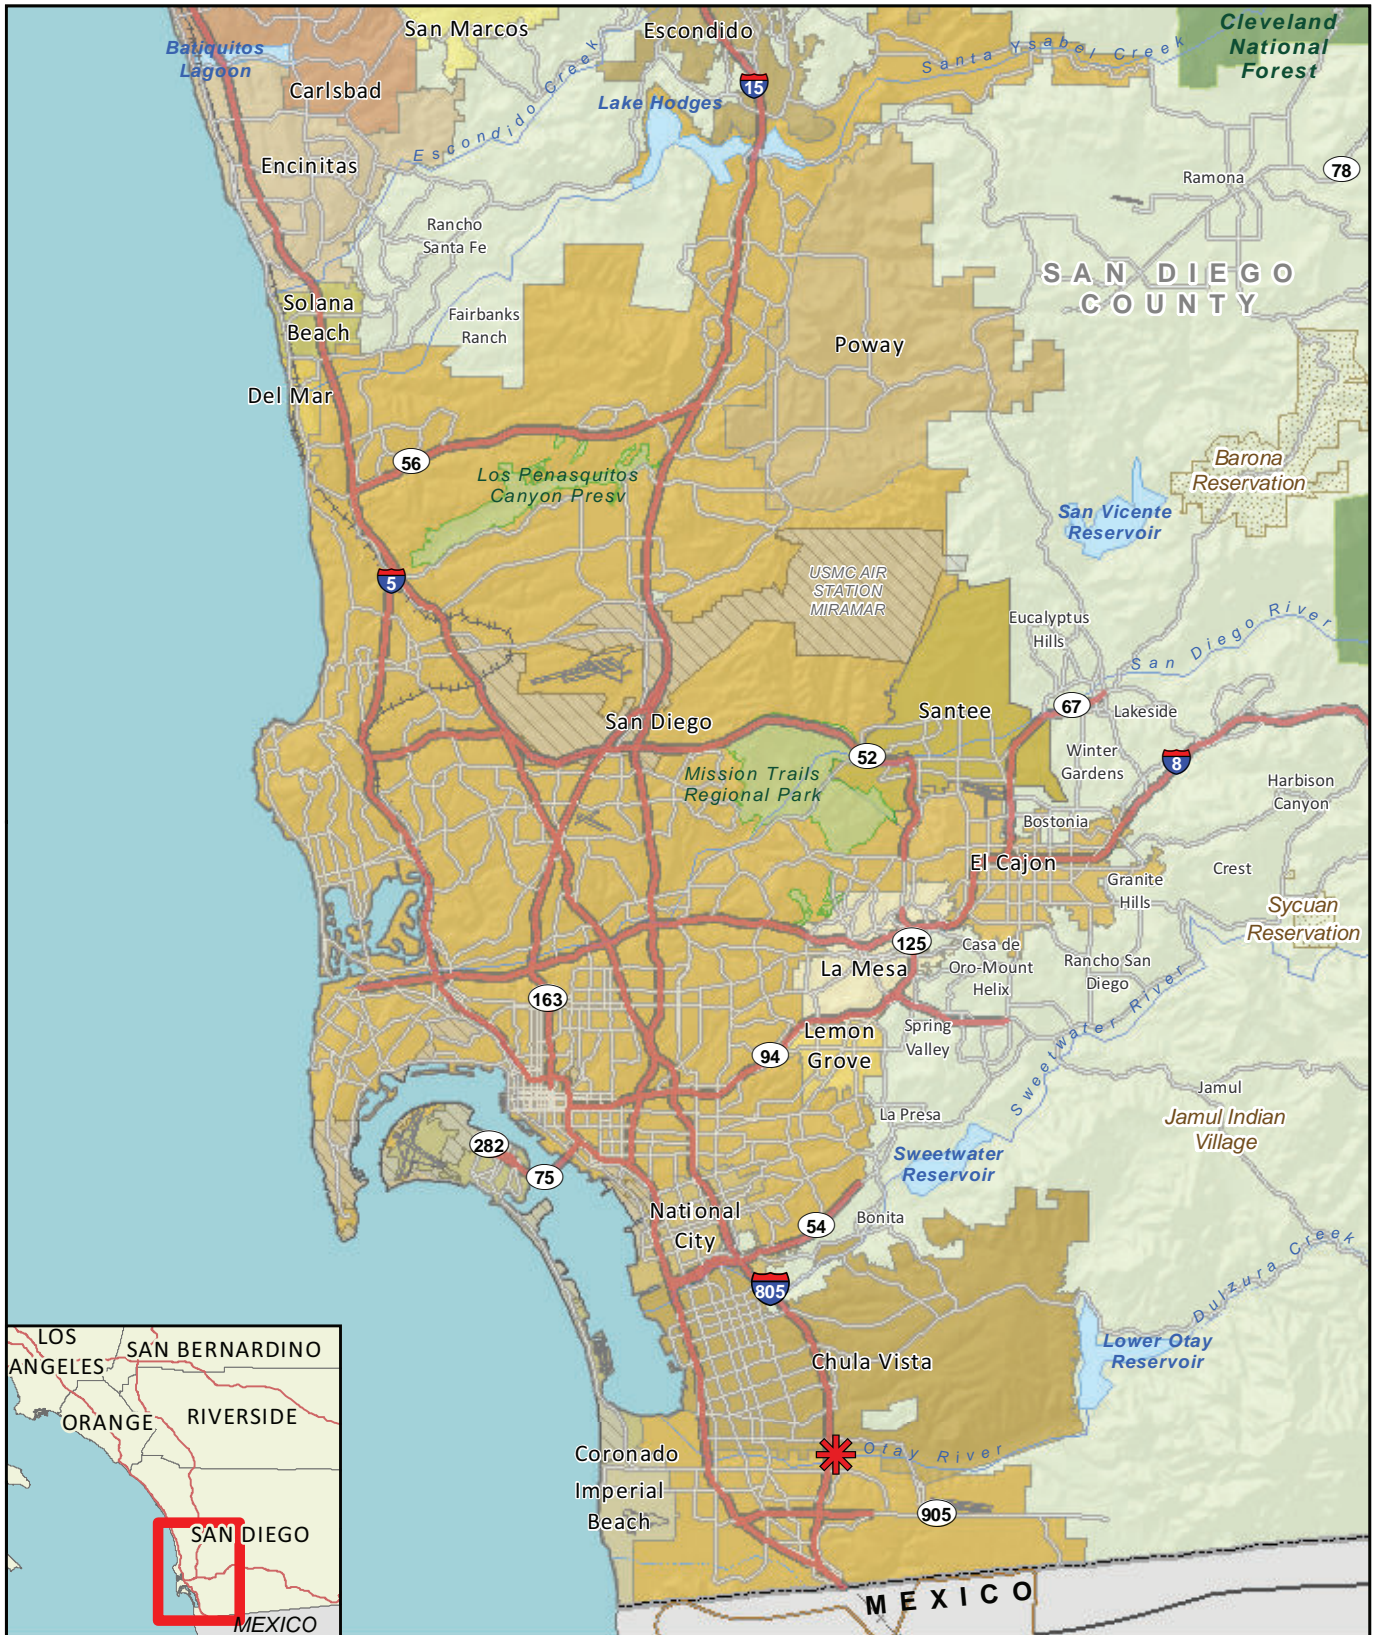 San Marcos
Escondido
Cleveland
National
Forest
Batiquitos
Lagoon
Santa Ysabel Creek
15
Carlsbad
Lake Hodges
Escondido Creek
Encinitas
78
Ramona
Rancho
Santa Fe
SAN DIEGO
COUNTY
Solana
Beach
Fairbanks
Ranch
Poway
Del Mar
56
Los Penasquitos
Canyon Presv
Barona
Reservation
San Vicente
Reservoir
5
USMC AIR
STATION
MIRAMAR
Eucalyptus
Hills
San Diego River
67
Lakeside
Santee
San Diego
52
Winter
Gardens
8
Mission Trails
Regional Park
Harbison
Canyon
Bostonia
El Cajon
Crest
Granite
Hills
Sycuan
Reservation
125
Casa de
Oro-Mount
Helix
La Mesa
Rancho San
Diego
163
Lemon
Grove
Spring
Valley
Sweetwater River
94
Jamul
La Presa
Jamul Indian
Village
282
75
Sweetwater
Reservoir
National
City
54
Bonita
Dulzura Creek
805
Lower Otay
Reservoir
Chula Vista
Otay River
Coronado
Imperial
Beach
905
MEXICO
LOS
ANGELES
SAN BERNARDINO
ORANGE
RIVERSIDE
SAN DIEGO
MEXICO